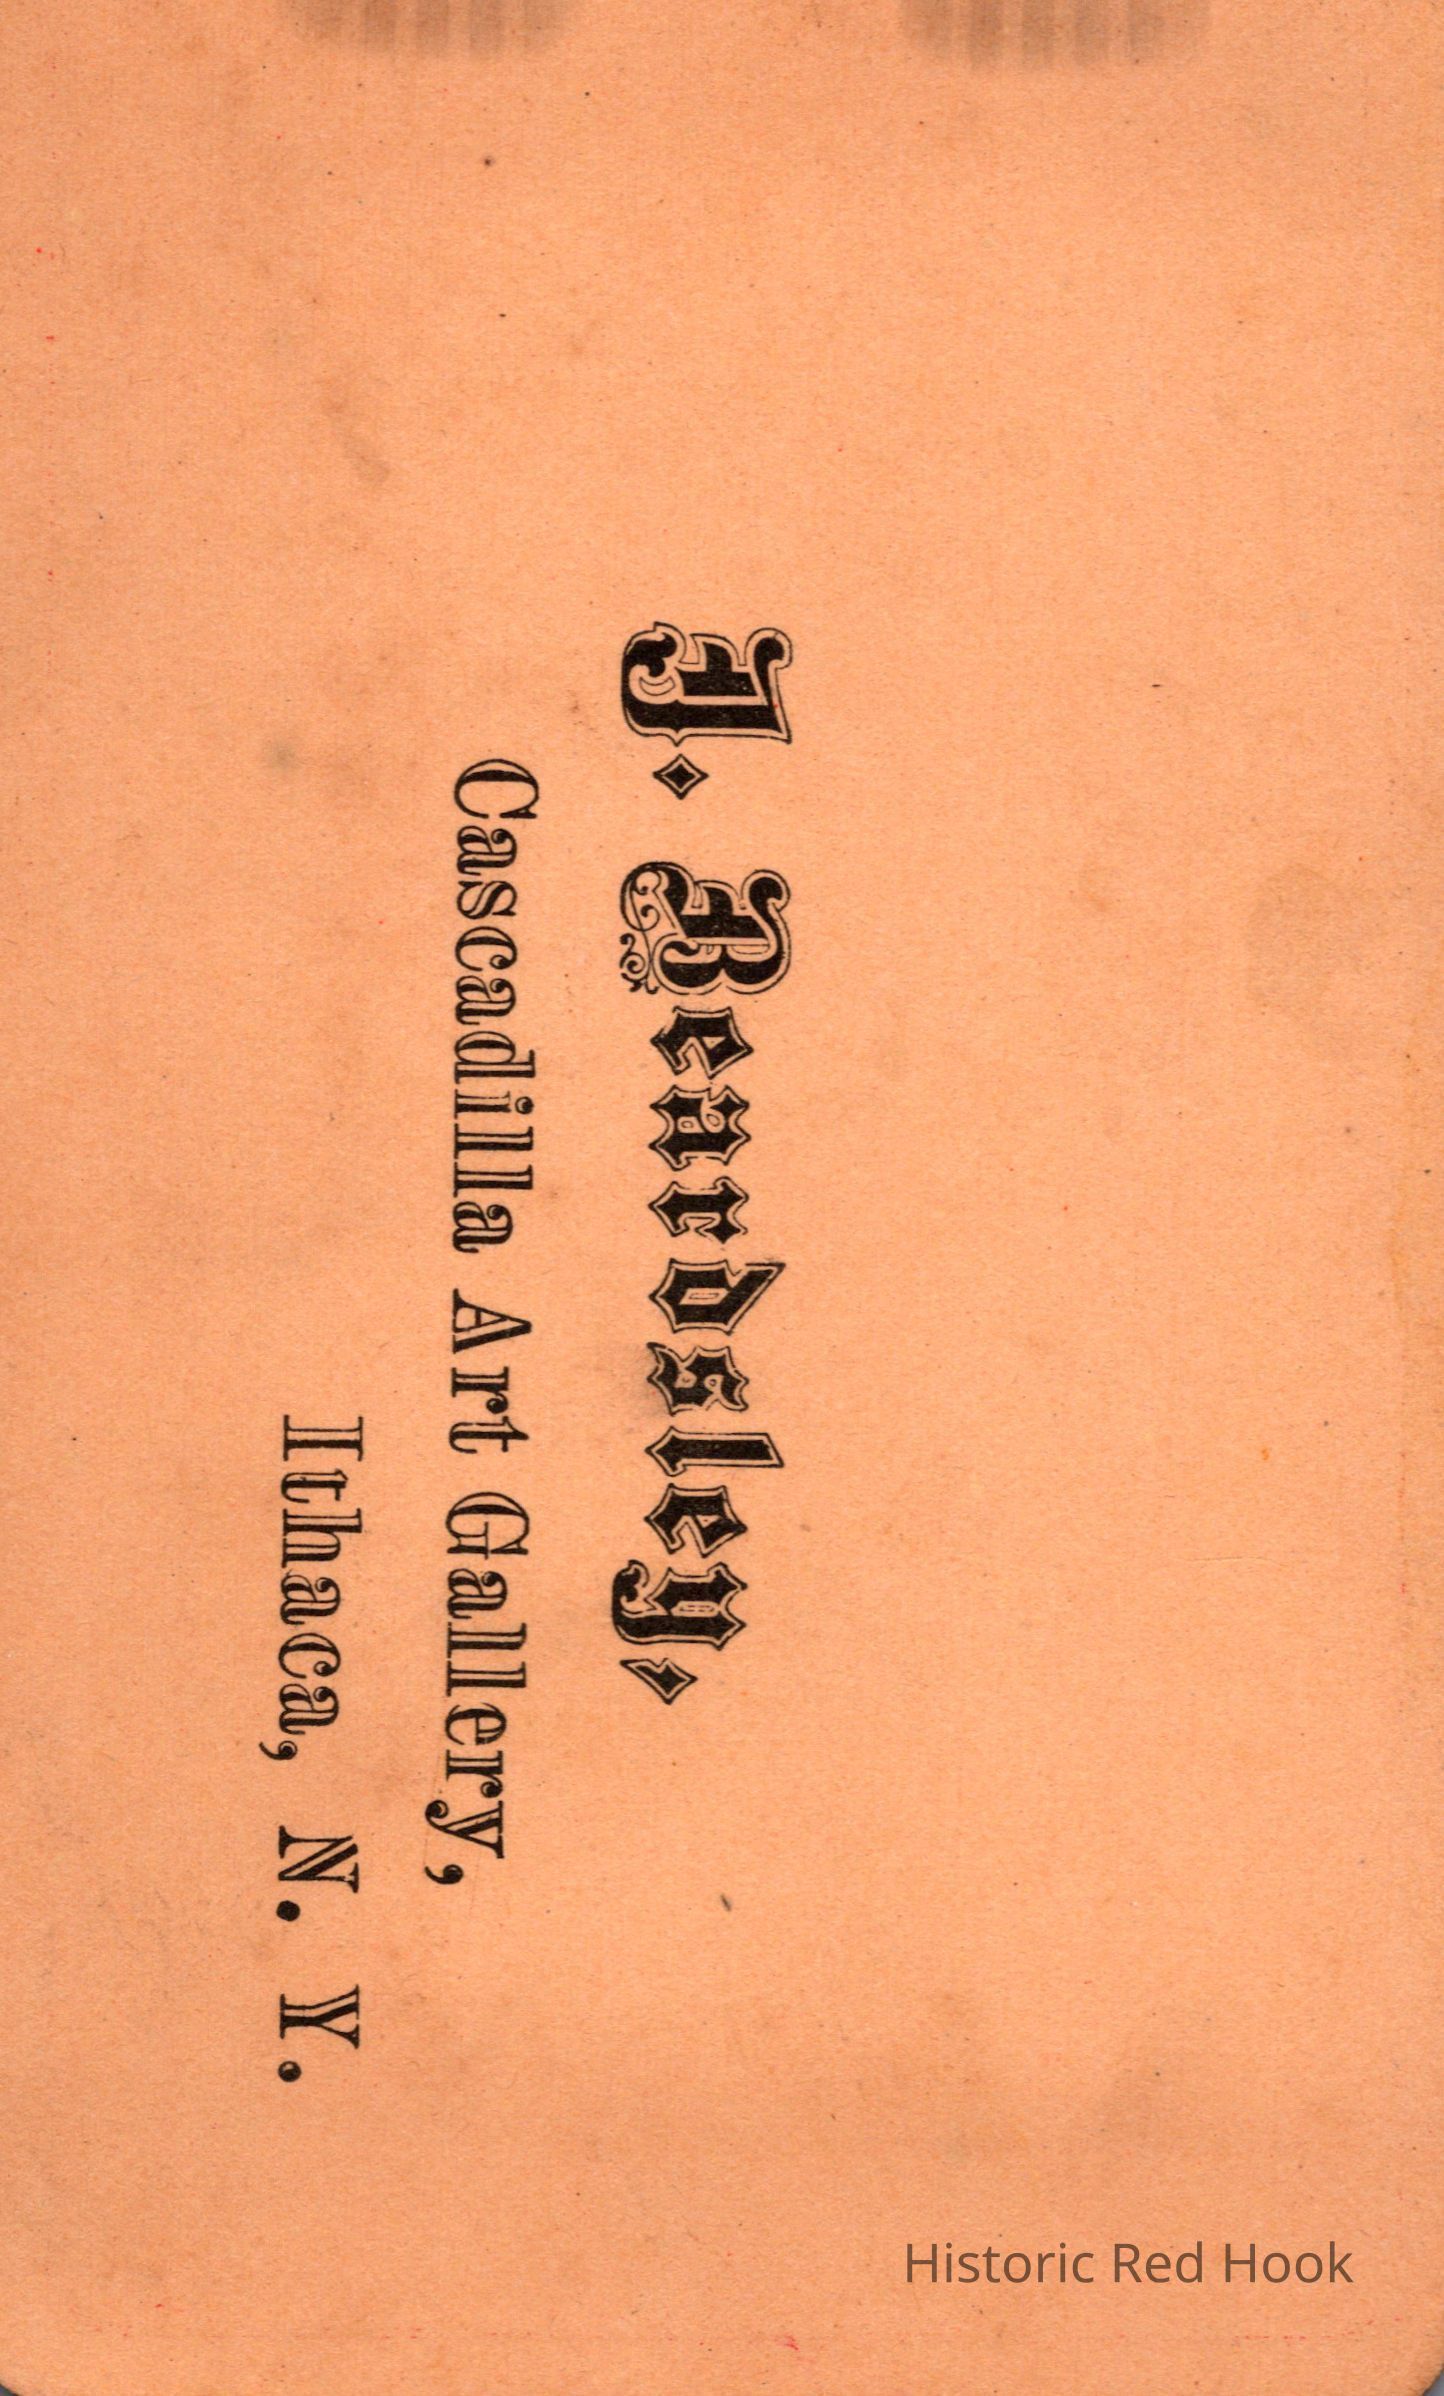 J. Beardsley,
Cascadilla Art Gallery,
Ithaca, N. Y.
Historic Red Hook